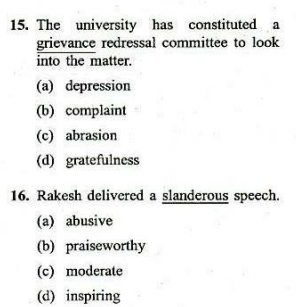 15. The university has constituted a
grievance redressal committee to look
into the matter.
(a) depression
(b) complaint
(c) abrasion
(d) gratefulness
16. Rakesh delivered a slanderous speech.
(a) abusive
(b) praiseworthy
(c) moderate
(d) inspiring